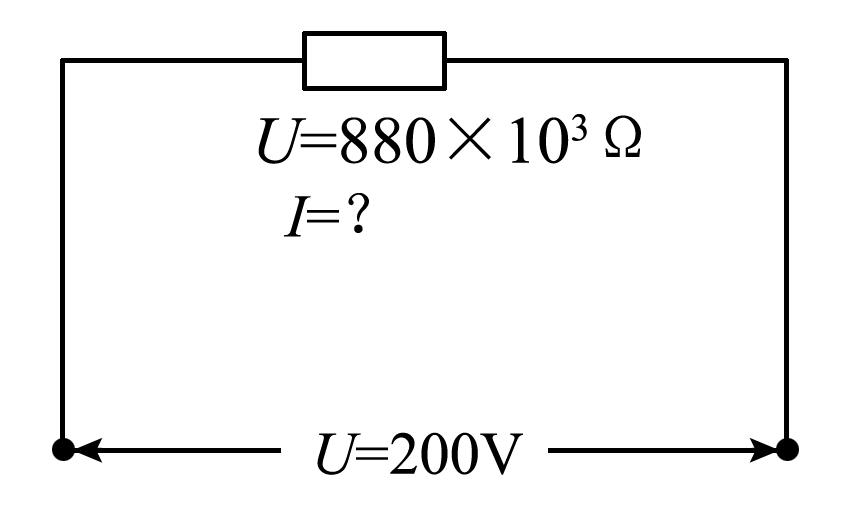 U=880×10³ Ω
I=?
U=200V